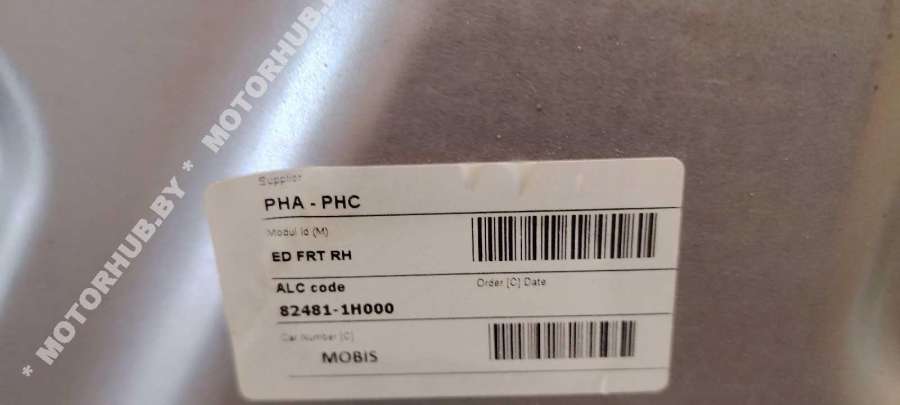 * MOTORHUB.BY * MOTORHUB.BY
Supplier
PHA - PHC
Modul Id (M)
ED FRT RH
ALC code
Order [C] Date
82481-1H000
Car Number [C]
MOBIS